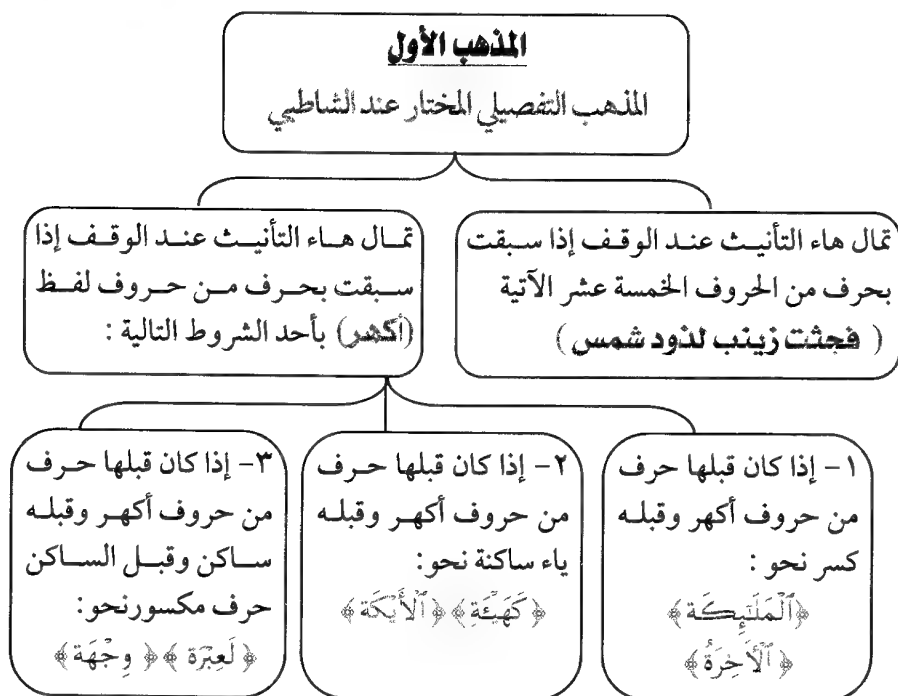 المذهب الأول
المذهب التفصيلي المختار عند الشاطبي
تمال هاء التأنيث عند الوقف إذا سبقت
بحرف من الحروف الخمسة عشر الآتية
( فجثت زينب لذود شمس )
تمال هاء التأنيث عند الوقف إذا
سبقت بحرف من حروف لفظ
(أكهر) بأحد الشروط التالية :
١- إذا كان قبلها حرف
من حروف أكهر وقبله
كسر نحو :
﴿ٱلْمَلَٰٓئِكَة﴾
﴿ٱلْأَخِرَةُ﴾
٢- إذا كان قبلها حرف
من حروف أكهر وقبله
ياء ساكنة نحو:
﴿كَهَيْـَٔةِ﴾ ﴿ٱلْأَيْكَة﴾
٣- إذا كان قبلها حرف
من حروف أكهر وقبله
ساكن وقبل الساكن
حرف مكسورنحو:
﴿لَعِبْرَة﴾ ﴿وِجْهَة﴾